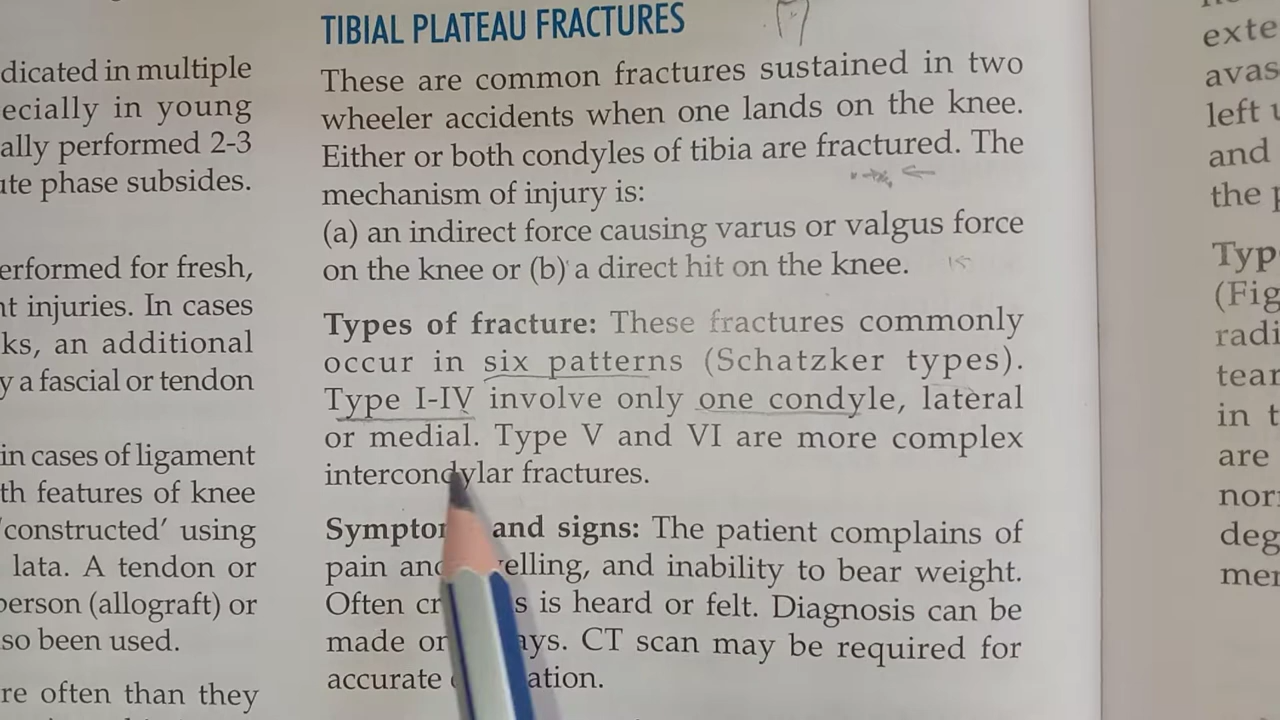 dicated in multiple
ecially in young
ally performed 2-3
ute phase subsides.
erformed for fresh,
nt injuries. In cases
ks, an additional
y a fascial or tendon
in cases of ligament
th features of knee
'constructed' using
lata. A tendon or
person (allograft) or
so been used.
re often than they
TIBIAL PLATEAU FRACTURES
These are common fractures sustained in two
wheeler accidents when one lands on the knee.
Either or both condyles of tibia are fractured. The
mechanism of injury is:
(a) an indirect force causing varus or valgus force
on the knee or (b) a direct hit on the knee.
Types of fracture: These fractures commonly
occur in six patterns (Schatzker types).
Type I-IV involve only one condyle, lateral
or medial. Type V and VI are more complex
intercondylar fractures.
Symptom and signs: The patient complains of
pain and elling, and inability to bear weight.
Often cr s is heard or felt. Diagnosis can be
made on ays. CT scan may be required for
accurate ation.
exte
avas
left
and
the p
Typ
(Fig
radi
tear
in t
are
nor
deg
mer